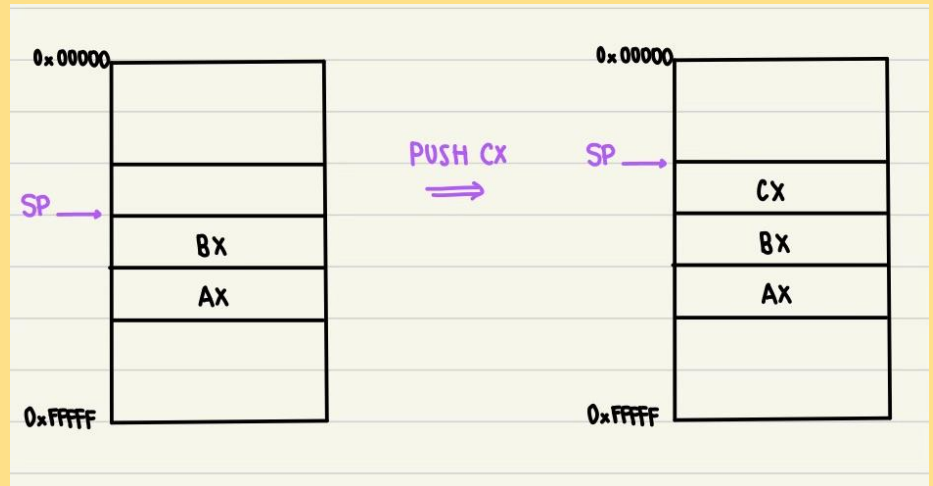 0x00000
SP
BX
AX
0xFFFFF
PUSH CX
0x00000
SP
CX
BX
AX
0xFFFFF